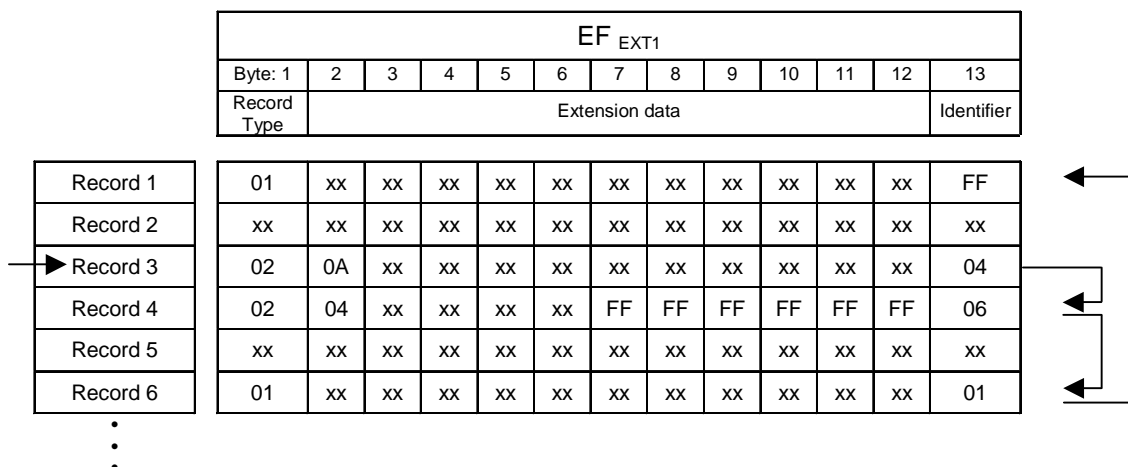 EF EXT1
Byte: 1 2 3 4 5 6 7 8 9 10 11 12 13
Record Type Extension data Identifier
Record 1 01 xx xx xx xx xx xx xx xx xx xx xx FF
Record 2 xx xx xx xx xx xx xx xx xx xx xx xx xx
Record 3 02 0A xx xx xx xx xx xx xx xx xx xx 04
Record 4 02 04 xx xx xx xx FF FF FF FF FF FF 06
Record 5 xx xx xx xx xx xx xx xx xx xx xx xx xx
Record 6 01 xx xx xx xx xx xx xx xx xx xx xx 01